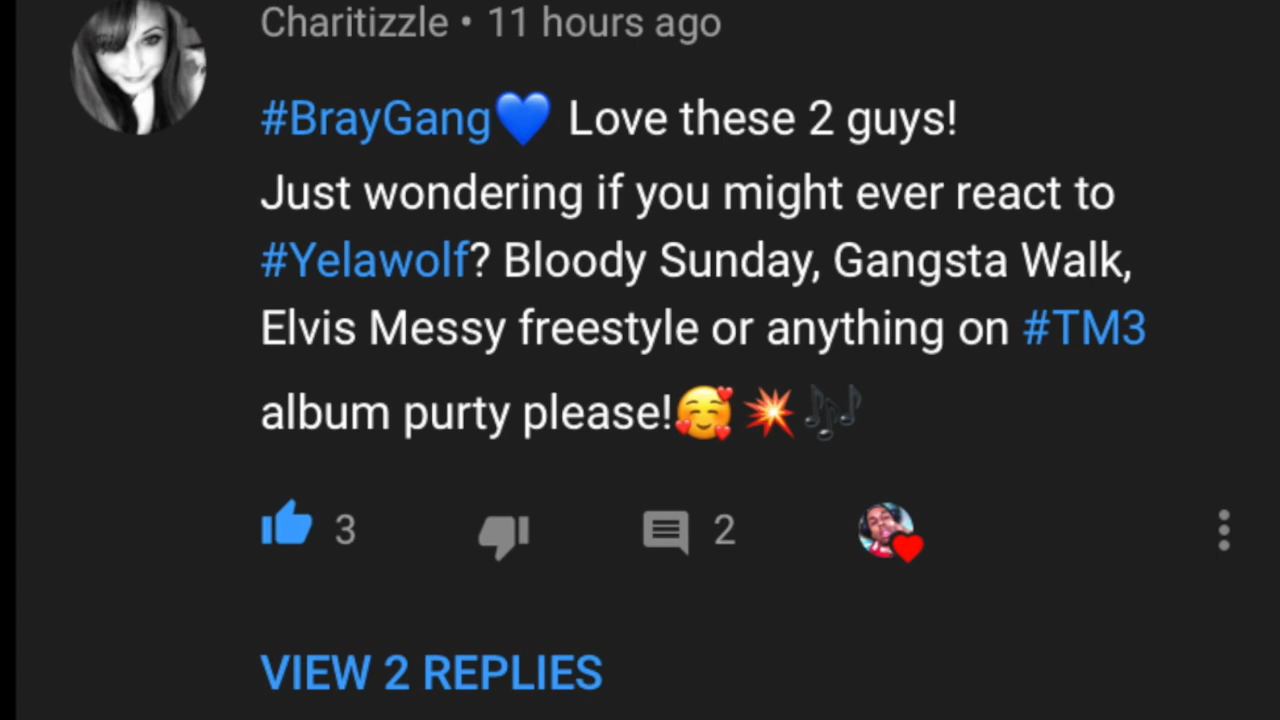 Charitizzle • 11 hours ago
#BrayGang💙 Love these 2 guys!
Just wondering if you might ever react to
#Yelawolf? Bloody Sunday, Gangsta Walk,
Elvis Messy freestyle or anything on #TM3
album purty please!🥰💥🎶
3 2
VIEW 2 REPLIES